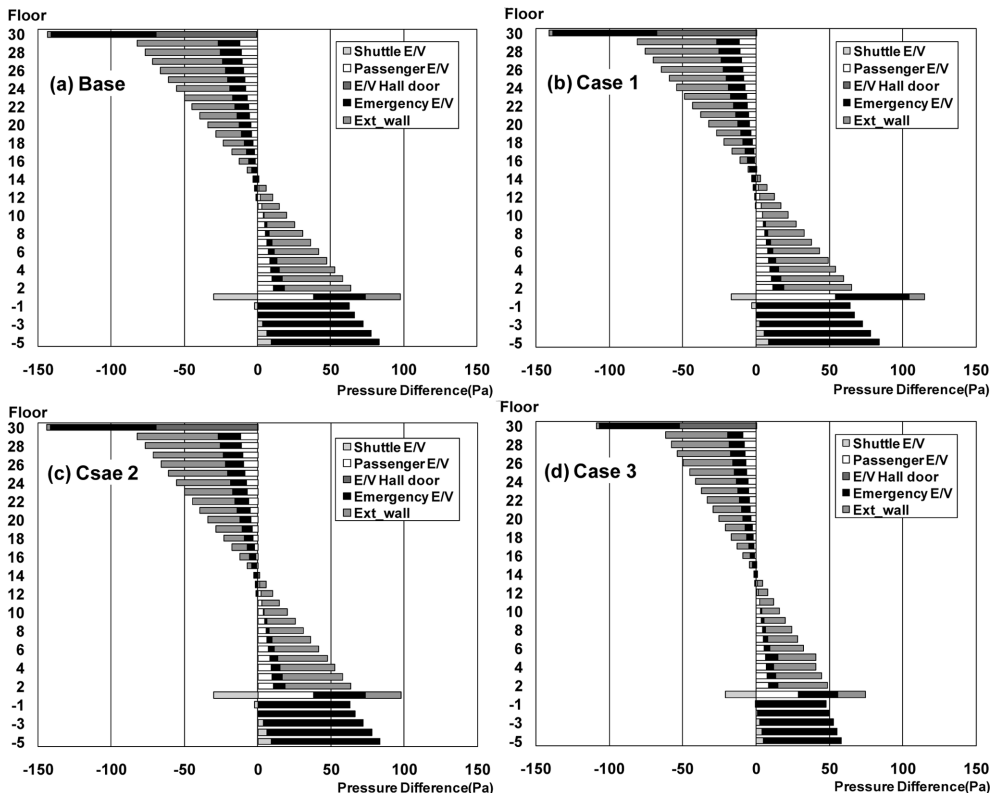 Floor
30
28
26
24
22
20
18
16
14
12
10
8
6
4
2
-1
-3
-5
(a) Base
Shuttle E/V
Passenger E/V
E/V Hall door
Emergency E/V
Ext_wall
-150 -100 -50 0 50 100 150
Pressure Difference(Pa)
Floor
30
28
26
24
22
20
18
16
14
12
10
8
6
4
2
-1
-3
-5
(b) Case 1
Shuttle E/V
Passenger E/V
E/V Hall door
Emergency E/V
Ext_wall
-150 -100 -50 0 50 100 150
Pressure Difference(Pa)
Floor
30
28
26
24
22
20
18
16
14
12
10
8
6
4
2
-1
-3
-5
(c) Csae 2
Shuttle E/V
Passenger E/V
E/V Hall door
Emergency E/V
Ext_wall
-150 -100 -50 0 50 100 150
Pressure Difference(Pa)
Floor
30
28
26
24
22
20
18
16
14
12
10
8
6
4
2
-1
-3
-5
(d) Case 3
Shuttle E/V
Passenger E/V
E/V Hall door
Emergency E/V
Ext_wall
-150 -100 -50 0 50 100 150
Pressure Difference(Pa)